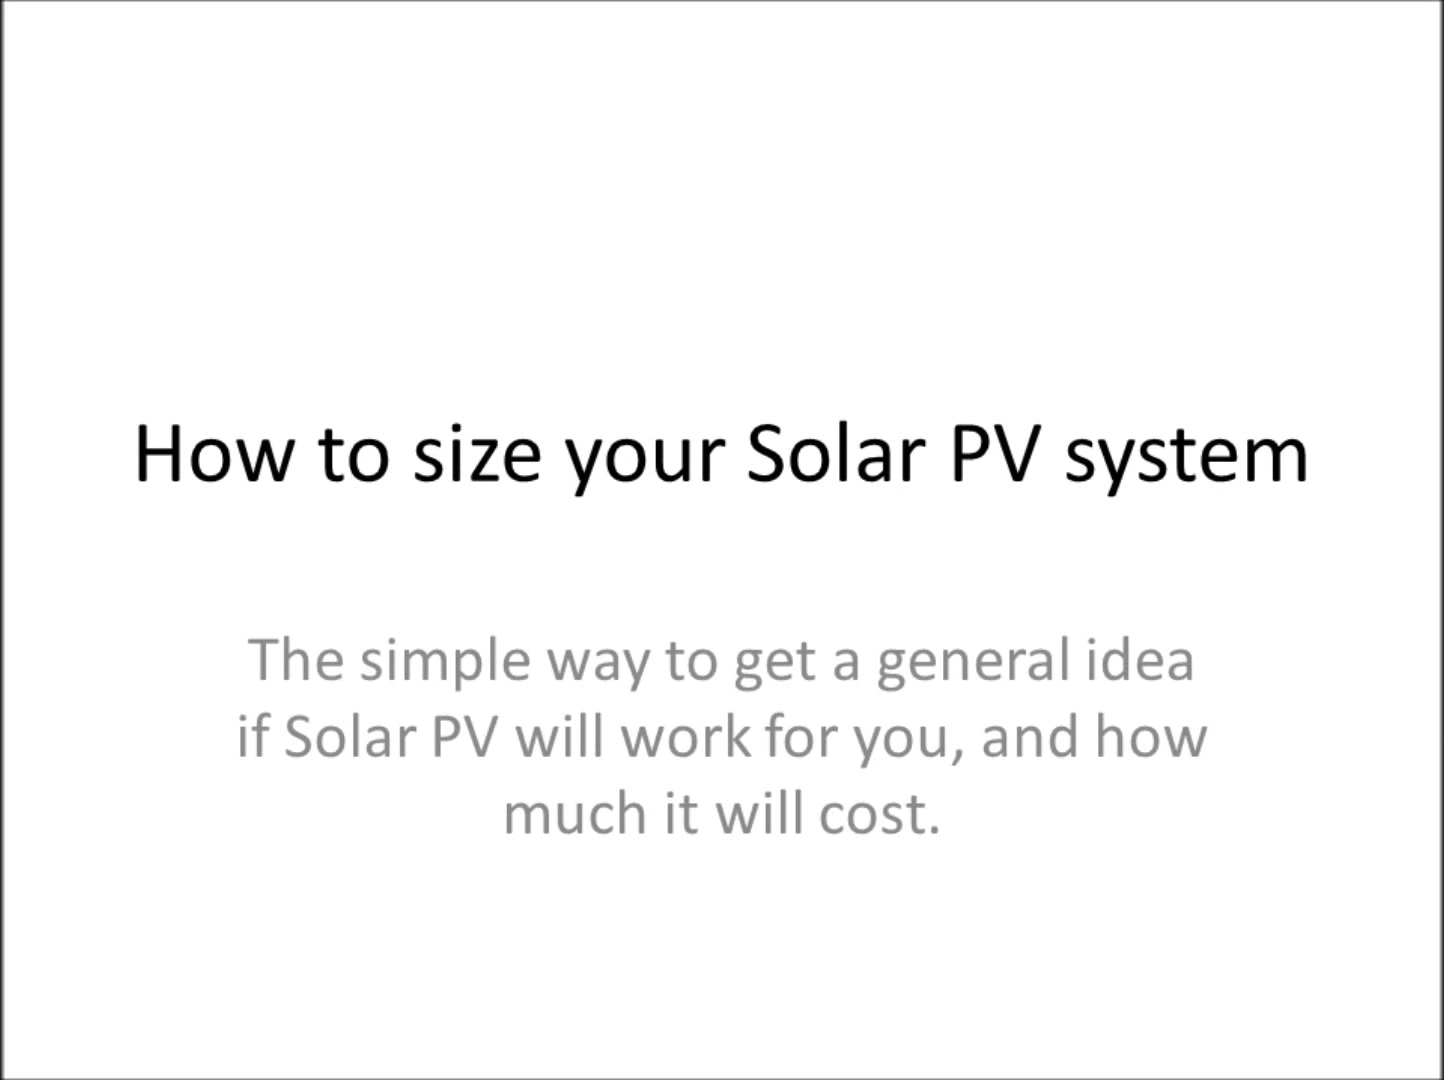 How to size your Solar PV system
The simple way to get a general idea
if Solar PV will work for you, and how
much it will cost.